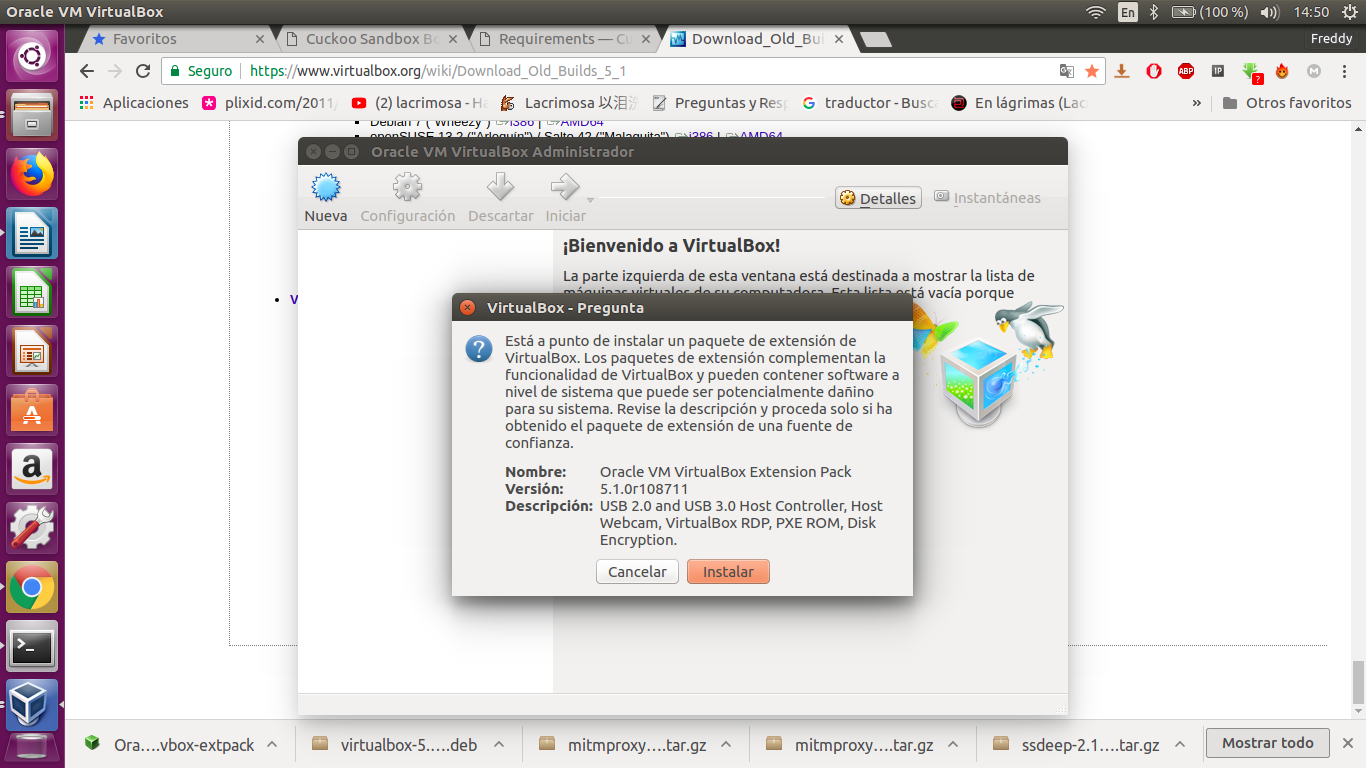 Oracle VM VirtualBox
En
(100 %)
14:50
Favoritos
Cuckoo Sandbox Bo
Requirements — Cu
Download_Old_Buil
Freddy
Seguro
https://www.virtualbox.org/wiki/Download_Old_Builds_5_1
ABP
IP
?
M
Aplicaciones
plixid.com/2011/
(2) lacrimosa - Ha
Lacrimosa 以泪
Preguntas y Resp
traductor - Busca
En lágrimas (Lac
»
Otros favoritos
Debian 7 ("Wheezy") i386 | AMD64
openSUSE 13.2 ("Arlequín") / Salto 42 ("Malaquita") i386 | AMD64
V
Oracle VM VirtualBox Administrador
Nueva
Configuración
Descartar
Iniciar
Detalles
Instantáneas
¡Bienvenido a VirtualBox!
La parte izquierda de esta ventana está destinada a mostrar la lista de
máquinas virtuales de su computadora. Esta lista está vacía porque
VirtualBox - Pregunta
Está a punto de instalar un paquete de extensión de
VirtualBox. Los paquetes de extensión complementan la
funcionalidad de VirtualBox y pueden contener software a
nivel de sistema que puede ser potencialmente dañino
para su sistema. Revise la descripción y proceda solo si ha
obtenido el paquete de extensión de una fuente de
confianza.
Nombre: Oracle VM VirtualBox Extension Pack
Versión: 5.1.0r108711
Descripción: USB 2.0 and USB 3.0 Host Controller, Host
Webcam, VirtualBox RDP, PXE ROM, Disk
Encryption.
Cancelar
Instalar
Ora….vbox-extpack
virtualbox-5.….deb
mitmproxy….tar.gz
mitmproxy….tar.gz
ssdeep-2.1….tar.gz
Mostrar todo